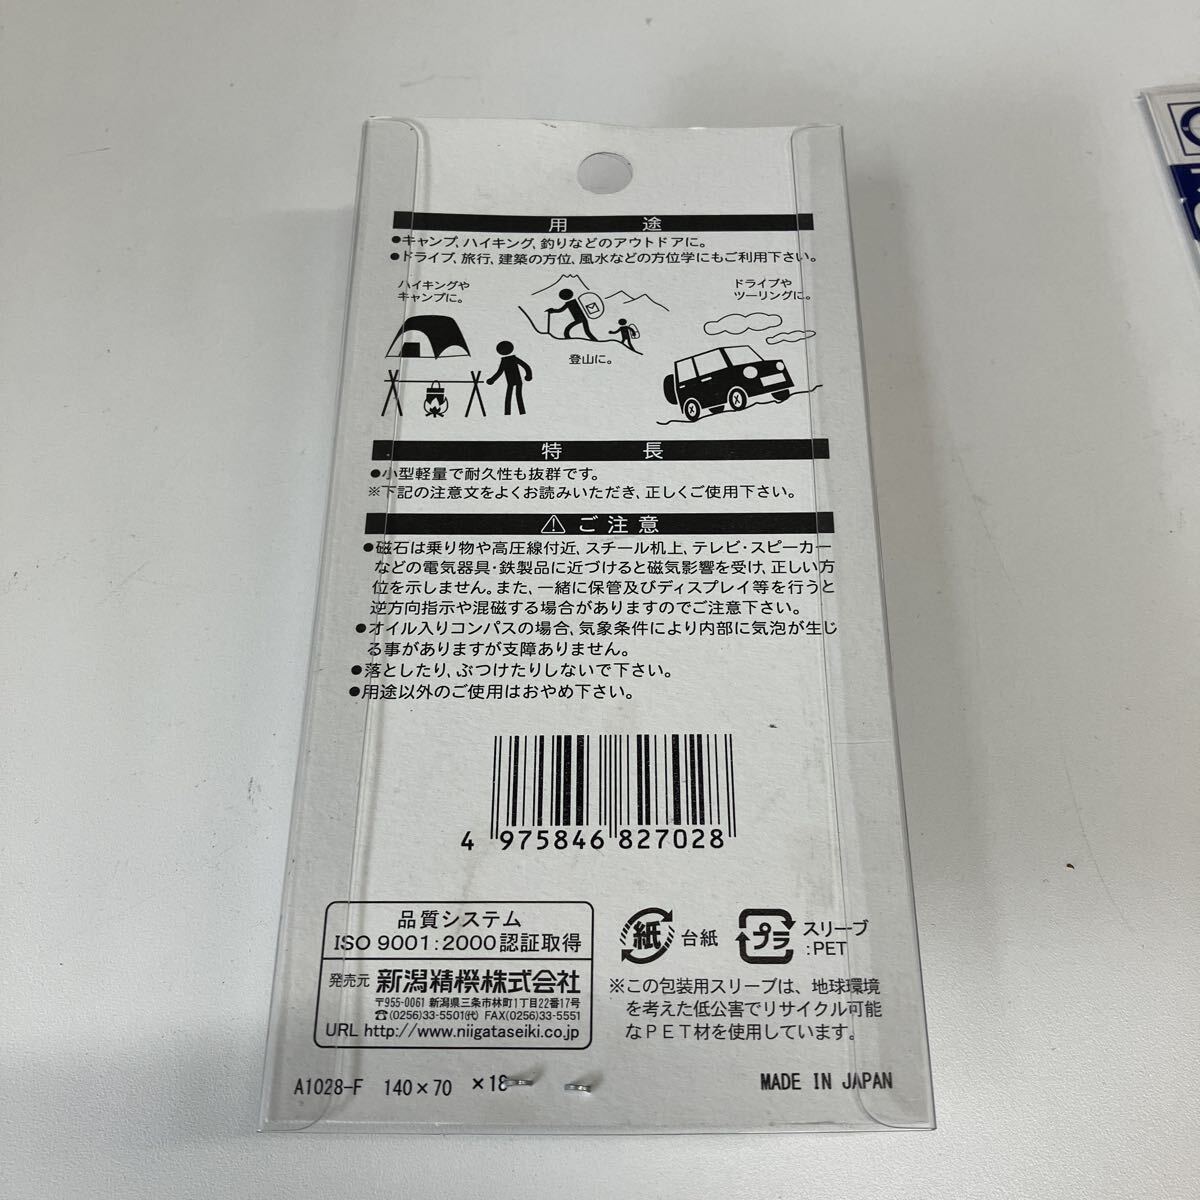 用途
●キャンプ、ハイキング、釣りなどのアウトドアに。
●ドライブ、旅行、建築の方位、風水などの方位学にもご利用下さい。
ハイキングや
キャンプに。
登山に。
ドライブや
ツーリングに。
特長
●小型軽量で耐久性も抜群です。
※下記の注意文をよくお読みいただき、正しくご使用下さい。
⚠ご注意
●磁石は乗り物や高圧線付近、スチール机上、テレビ・スピーカー
などの電気器具・鉄製品に近づけると磁気影響を受け、正しい方
位を示しません。また、一緒に保管及びディスプレイ等を行うと
逆方向指示や混磁する場合がありますのでご注意下さい。
●オイル入りコンパスの場合、気象条件により内部に気泡が生じ
る事がありますが支障ありません。
●落としたり、ぶつけたりしないで下さい。
●用途以外のご使用はおやめ下さい。
4 975846 827028
品質システム
ISO 9001:2000認証取得
発売元 新潟精機株式会社
〒955-0061 新潟県三条市林町1丁目22番17号
☎(0256)33-5501(代) FAX(0256)33-5551
URL http://www.niigataseiki.co.jp
紙 台紙
プラ スリーブ
:PET
※この包装用スリーブは、地球環境
を考えた低公害でリサイクル可能
なPET材を使用しています。
A1028-F 140×70 ×18
MADE IN JAPAN